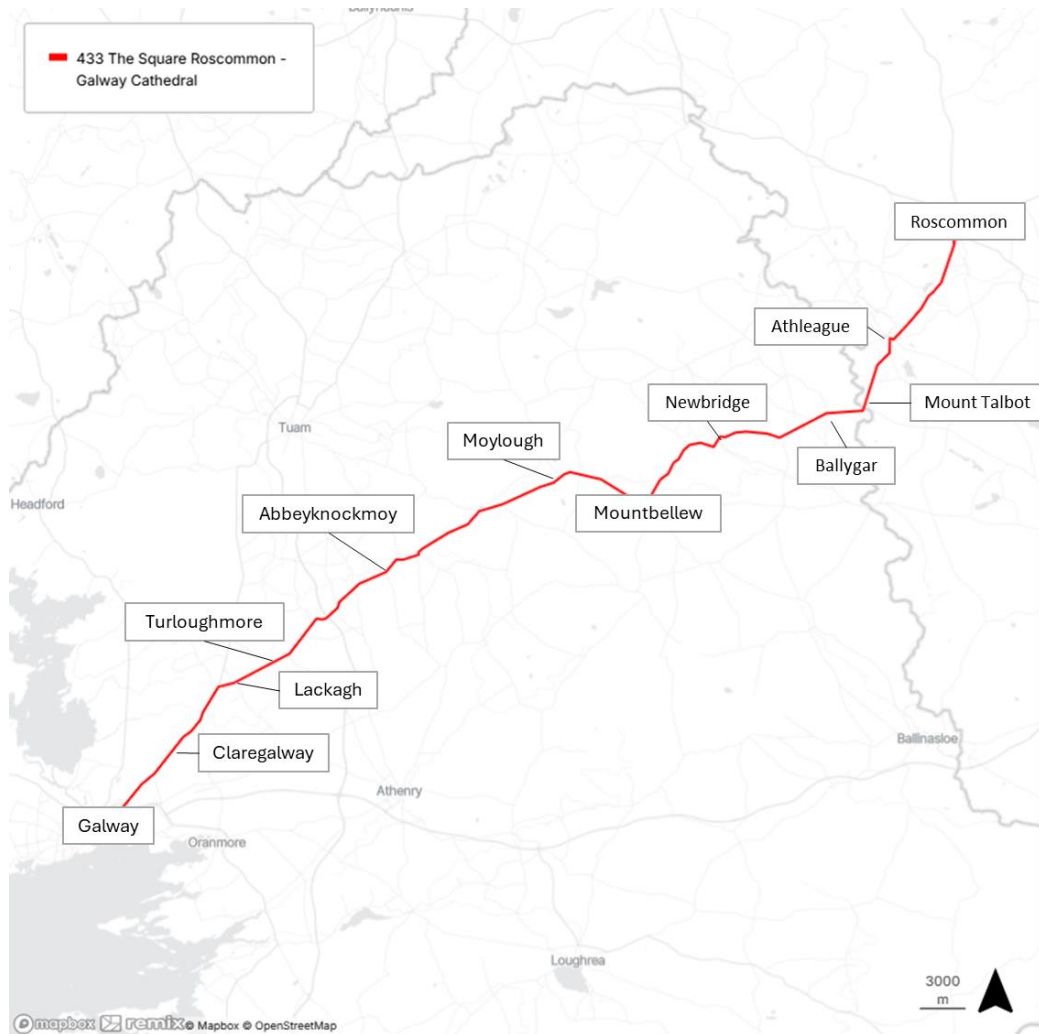 433 The Square Roscommon -
Galway Cathedral
Roscommon
Athleague
Mount Talbot
Newbridge
Ballygar
Tuam
Moylough
Headford
Mountbellew
Abbeyknockmoy
Turloughmore
Lackagh
Claregalway
Ballinasloe
Athenry
Galway
Oranmore
Loughrea
3000
m
mapbox remix © Mapbox © OpenStreetMap